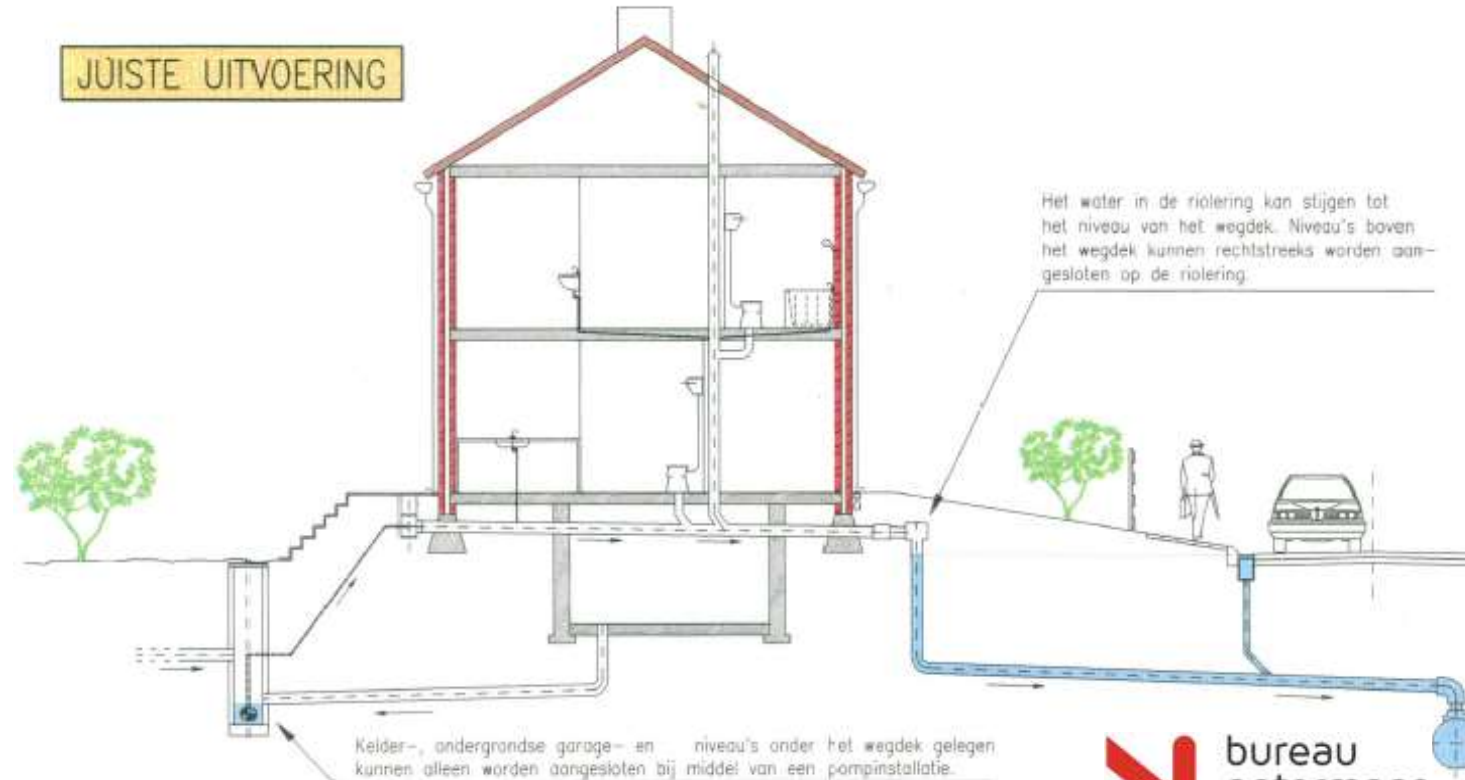 JUISTE UITVOERING
Het water in de riolering kan stijgen tot
het niveau van het wegdek. Niveau's boven
het wegdek kunnen rechtstreeks worden aan-
gesloten op de riolering.
Kelder-, ondergrondse garage- en niveau's onder het wegdek gelegen
kunnen alleen worden aangesloten bij middel van een pompinstallatie.
bureau